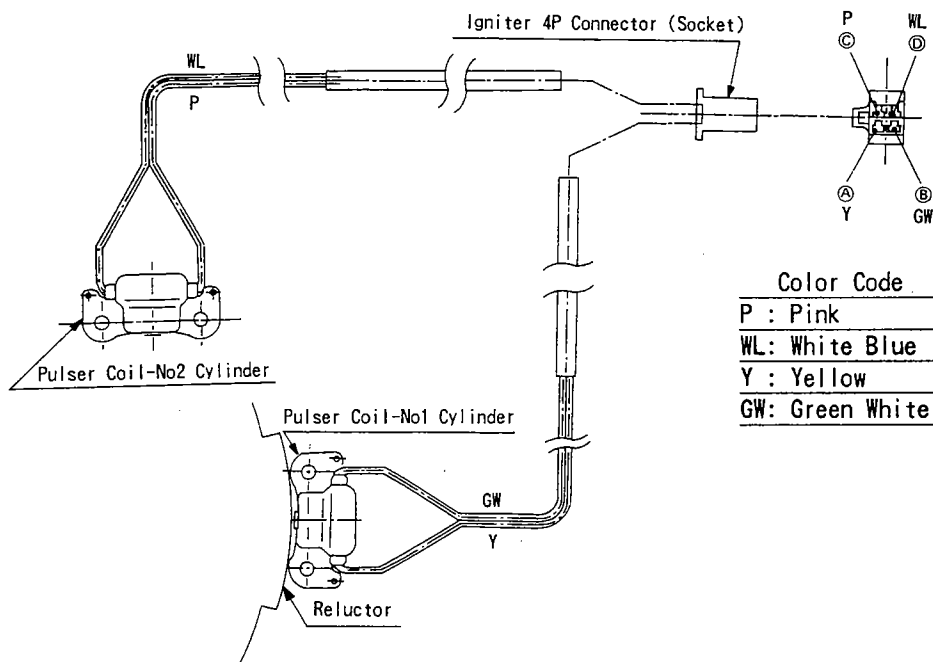 Igniter 4P Connector (Socket)
P
Ⓒ
WL
Ⓓ
WL
P
Ⓐ
Y
Ⓑ
GW
Color Code
P : Pink
WL: White Blue
Y : Yellow
GW: Green White
Pulser Coil-No2 Cylinder
Pulser Coil-No1 Cylinder
GW
Y
Reluctor